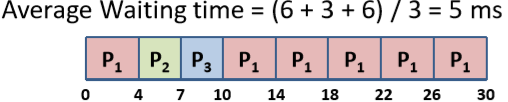 Average Waiting time = (6 + 3 + 6) / 3 = 5 ms
P₁ P₂ P₃ P₁ P₁ P₁ P₁ P₁
0 4 7 10 14 18 22 26 30